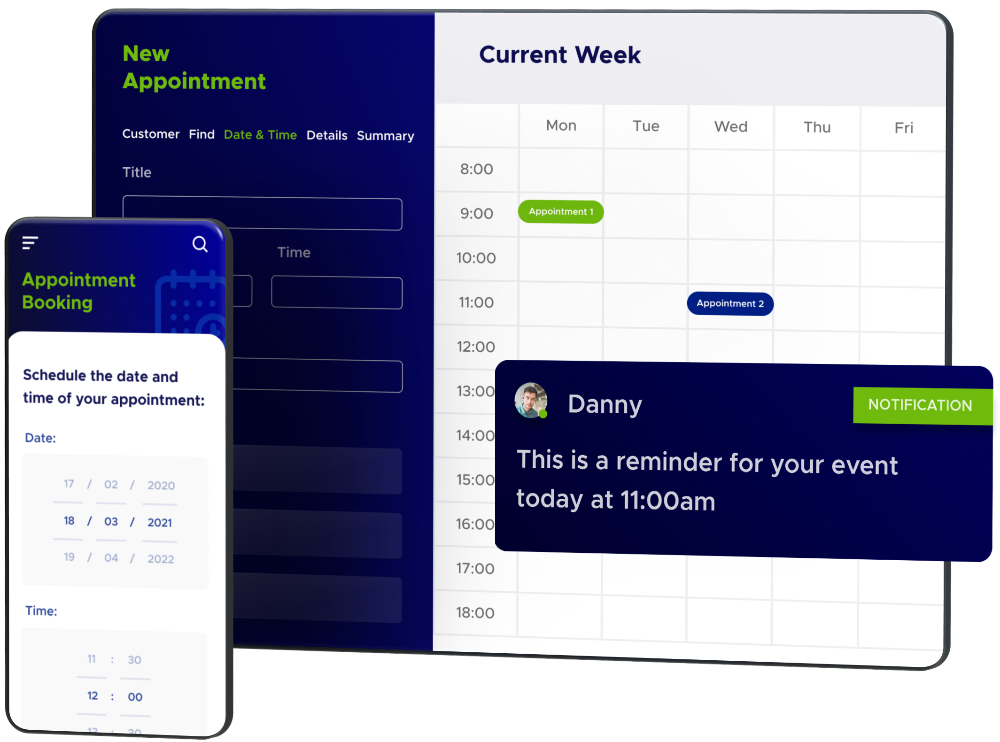 New
Appointment
Customer Find Date & Time Details Summary
Title
Time
Current Week
Mon Tue Wed Thu Fri
8:00
9:00 Appointment 1
10:00
11:00 Appointment 2
12:00
13:00
14:00
15:00
16:00
17:00
18:00
Danny
NOTIFICATION
This is a reminder for your event
today at 11:00am
Appointment
Booking
Schedule the date and
time of your appointment:
Date:
17 / 02 / 2020
18 / 03 / 2021
19 / 04 / 2022
Time:
11 : 30
12 : 00
13 : 30